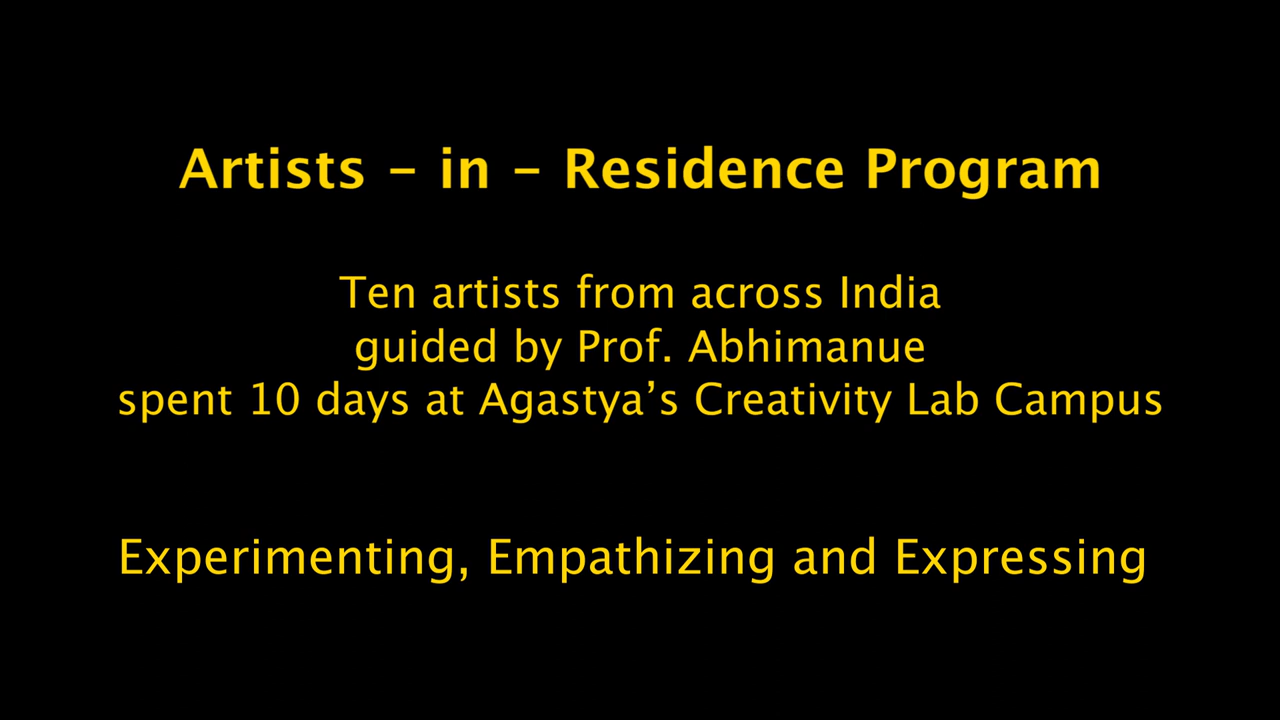 Artists – in – Residence Program
Ten artists from across India
guided by Prof. Abhimanue
spent 10 days at Agastya’s Creativity Lab Campus
Experimenting, Empathizing and Expressing